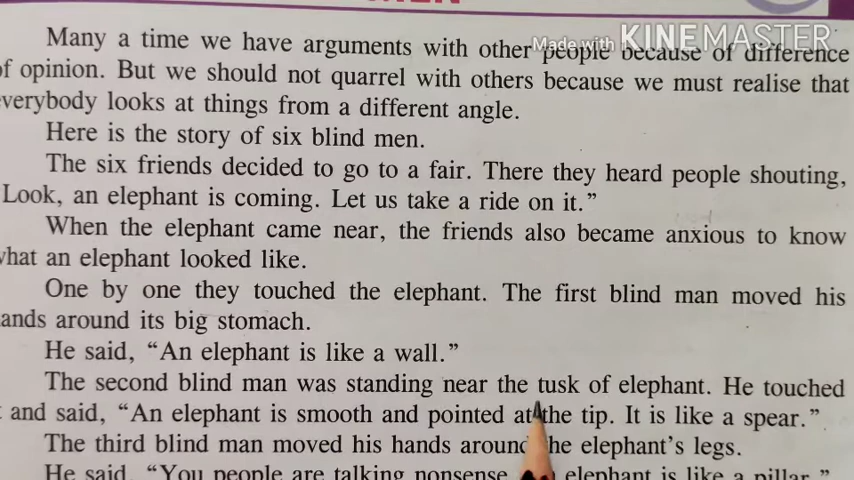 Made with KINEMASTER
Many a time we have arguments with other people because of difference
of opinion. But we should not quarrel with others because we must realise that
everybody looks at things from a different angle.
Here is the story of six blind men.
The six friends decided to go to a fair. There they heard people shouting,
Look, an elephant is coming. Let us take a ride on it.”
When the elephant came near, the friends also became anxious to know
what an elephant looked like.
One by one they touched the elephant. The first blind man moved his
ands around its big stomach.
He said, “An elephant is like a wall.”
The second blind man was standing near the tusk of elephant. He touched
and said, “An elephant is smooth and pointed at the tip. It is like a spear.”
The third blind man moved his hands around the elephant’s legs.
He said, “You people are talking nonsense. elephant is like a pillar.”